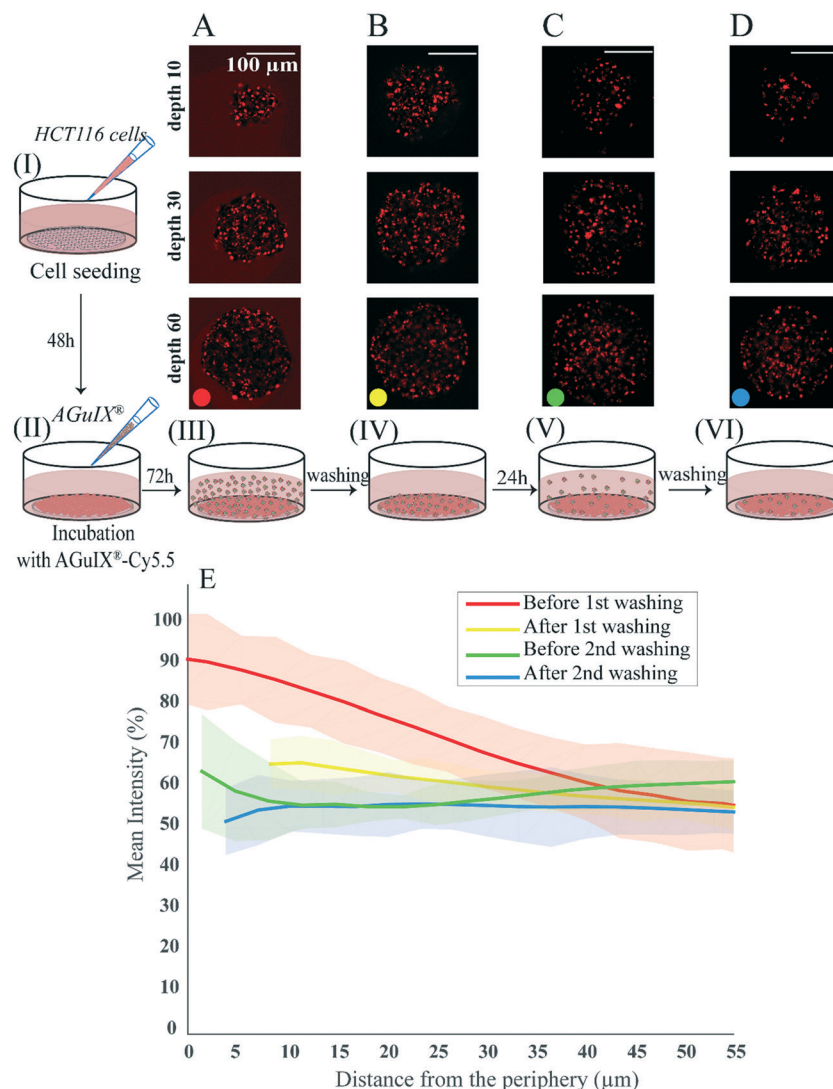 A
B
C
D
100 μm
depth 10
HCT116 cells
(I)
depth 30
Cell seeding
depth 60
48h
AGuIX®
(II)
(III)
(IV)
(V)
(VI)
72h
washing
24h
washing
Incubation
with AGuIX®-Cy5.5
E
Before 1st washing
After 1st washing
Before 2nd washing
After 2nd washing
Mean Intensity (%)
100
90
80
70
60
50
40
30
20
10
0
0 5 10 15 20 25 30 35 40 45 50 55
Distance from the periphery (μm)